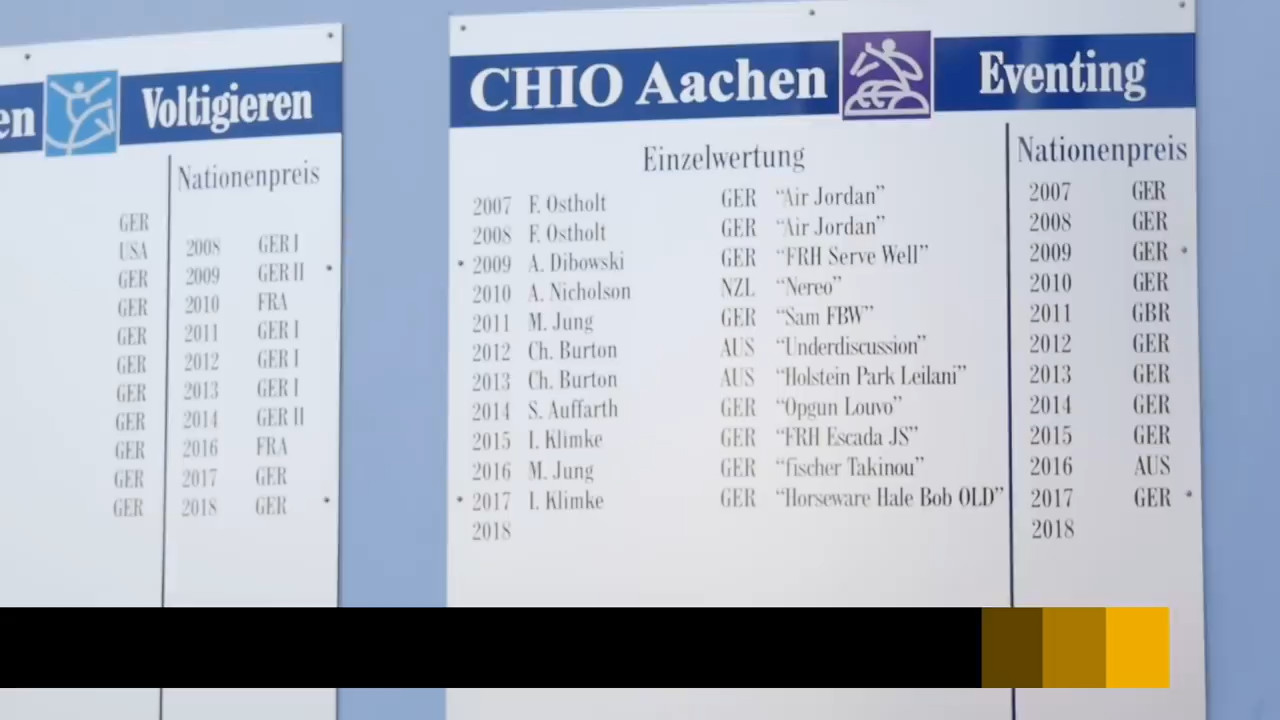 en Voltigieren
Nationenpreis
GER
USA 2008 GER I
GER 2009 GER II
GER 2010 FRA
GER 2011 GER I
GER 2012 GER I
GER 2013 GER I
GER 2014 GER II
GER 2016 FRA
GER 2017 GER
GER 2018 GER
CHIO Aachen Eventing
Einzelwertung Nationenpreis
2007 F. Ostholt GER “Air Jordan” 2007 GER
2008 F. Ostholt GER “Air Jordan” 2008 GER
2009 A. Dibowski GER “FRH Serve Well” 2009 GER
2010 A. Nicholson NZL “Nereo” 2010 GER
2011 M. Jung GER “Sam FBW” 2011 GBR
2012 Ch. Burton AUS “Underdiscussion” 2012 GER
2013 Ch. Burton AUS “Holstein Park Leilani” 2013 GER
2014 S. Auffarth GER “Opgun Louvo” 2014 GER
2015 I. Klimke GER “FRH Escada JS” 2015 GER
2016 M. Jung GER “fischer Takinou” 2016 AUS
2017 I. Klimke GER “Horseware Hale Bob OLD” 2017 GER
2018 2018